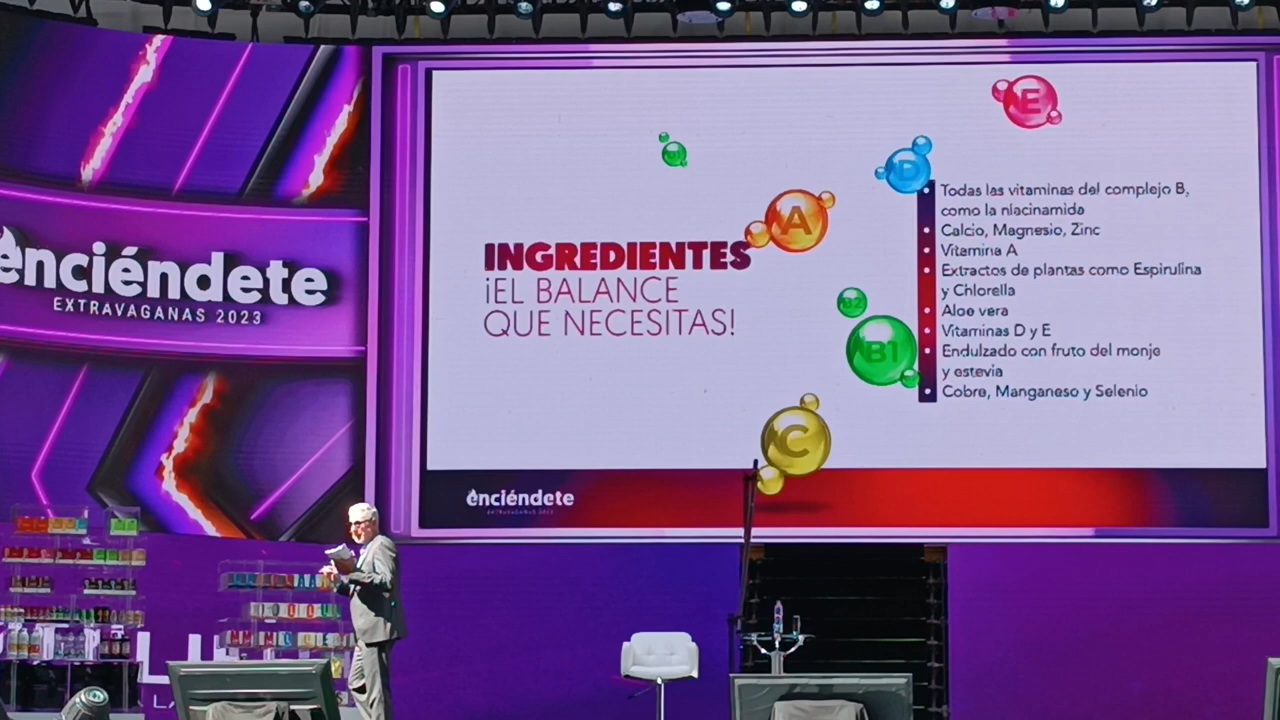 enciéndete
EXTRAVAGANAS 2023
INGREDIENTES
¡EL BALANCE
QUE NECESITAS!
E
D
A
B2
B1
C
Todas las vitaminas del complejo B,
como la niacinamida
Calcio, Magnesio, Zinc
Vitamina A
Extractos de plantas como Espirulina
y Chlorella
Aloe vera
Vitaminas D y E
Endulzado con fruto del monje
y estevia
Cobre, Manganeso y Selenio
enciéndete
EXTRAVAGANAS 2023